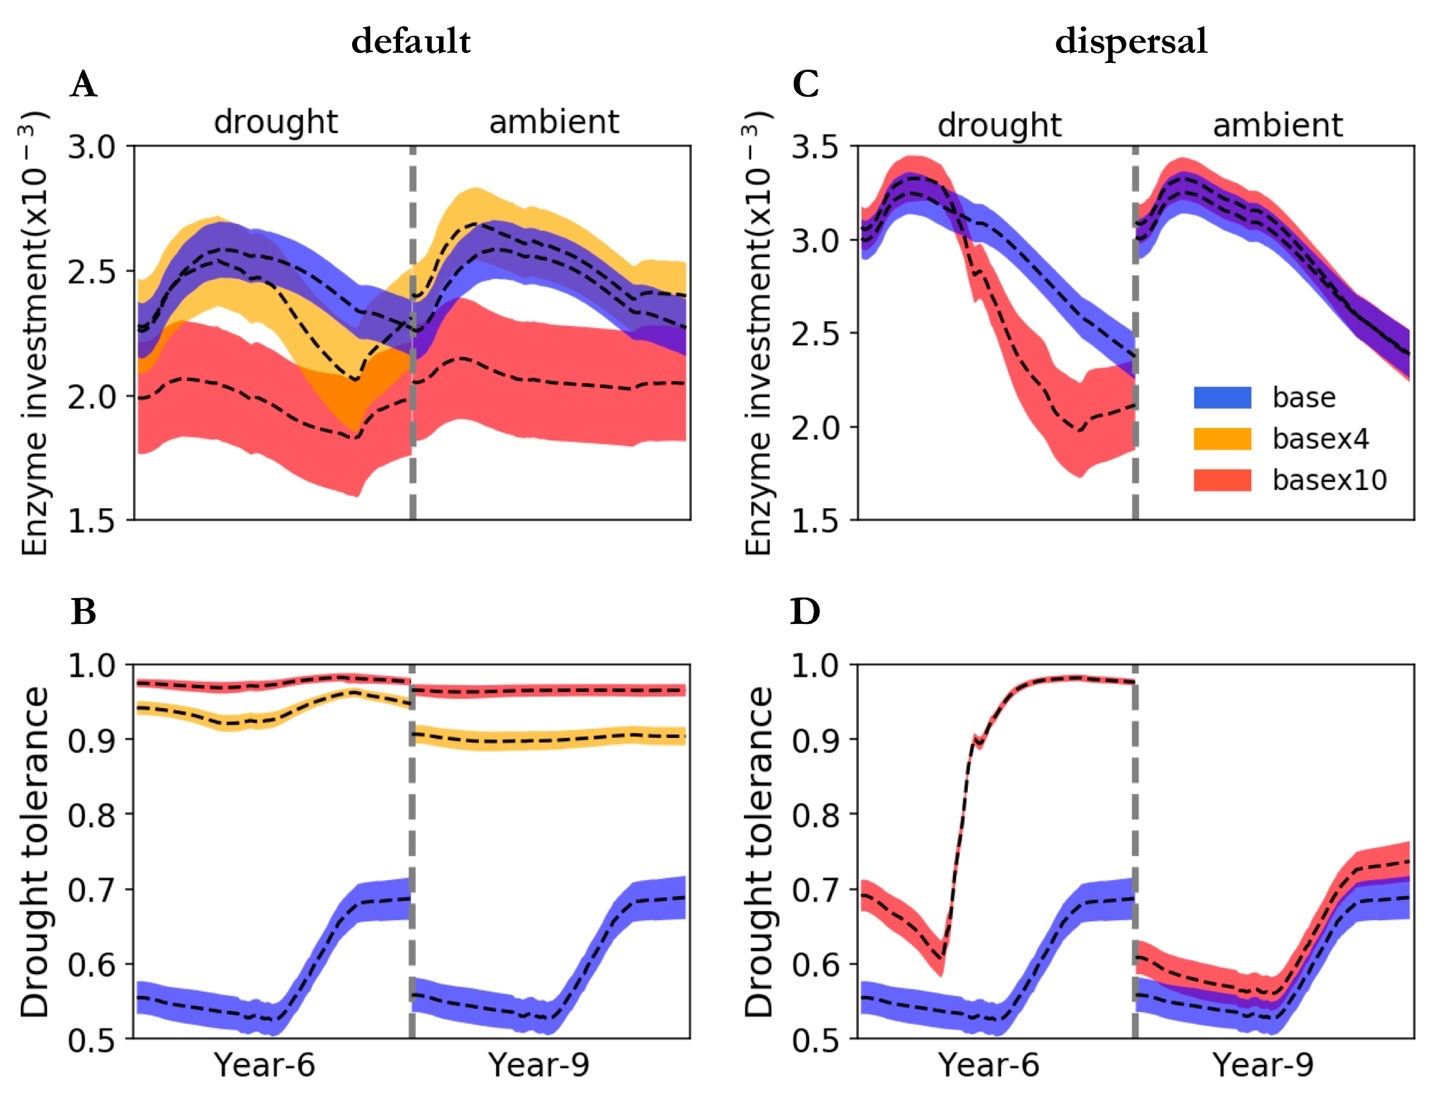 default
A
drought ambient
Enzyme investment(x10⁻³)
3.0
2.5
2.0
1.5
dispersal
C
drought ambient
Enzyme investment(x10⁻³)
3.5
3.0
2.5
2.0
1.5
base
basex4
basex10
B
Drought tolerance
1.0
0.9
0.8
0.7
0.6
0.5
Year-6 Year-9
D
Drought tolerance
1.0
0.9
0.8
0.7
0.6
0.5
Year-6 Year-9